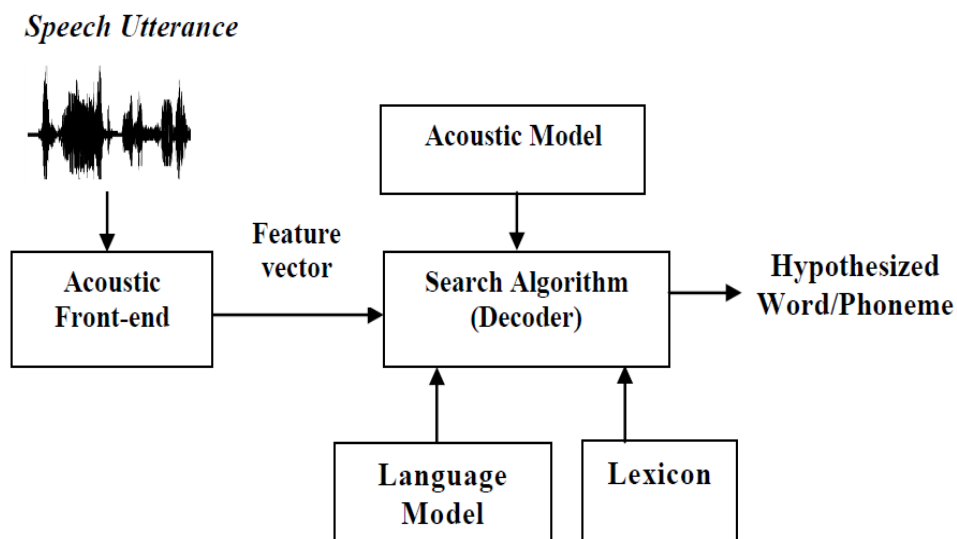 Speech Utterance
Acoustic Model
Feature
vector
Acoustic
Front-end
Search Algorithm
(Decoder)
Hypothesized
Word/Phoneme
Language
Model
Lexicon